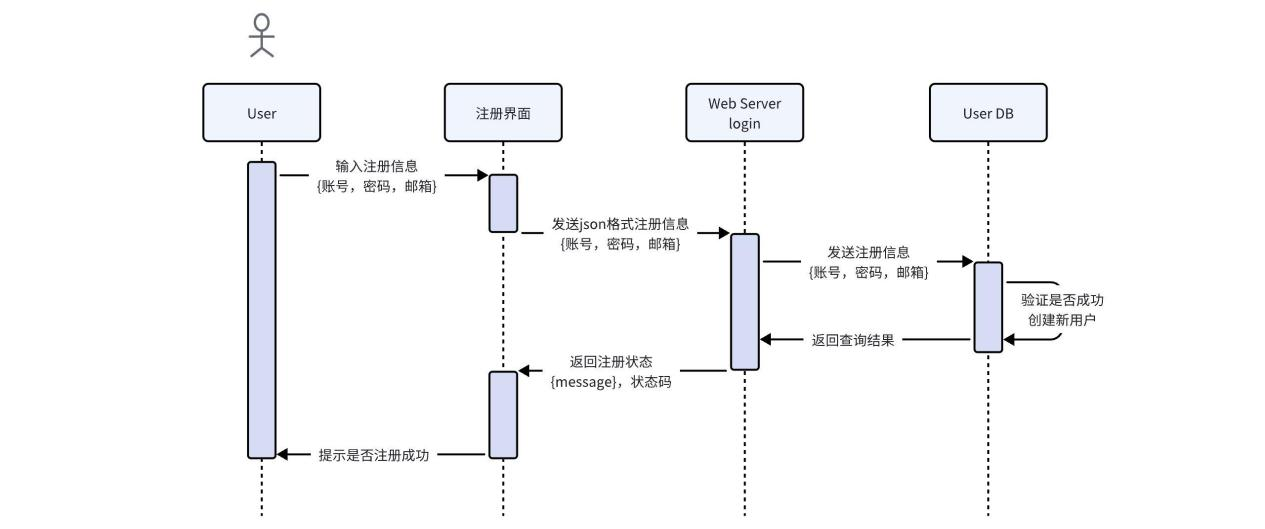 User
注册界面
Web Server
login
User DB
输入注册信息
{账号，密码，邮箱}
发送json格式注册信息
{账号，密码，邮箱}
发送注册信息
{账号，密码，邮箱}
验证是否成功
创建新用户
返回查询结果
返回注册状态
{message}，状态码
提示是否注册成功